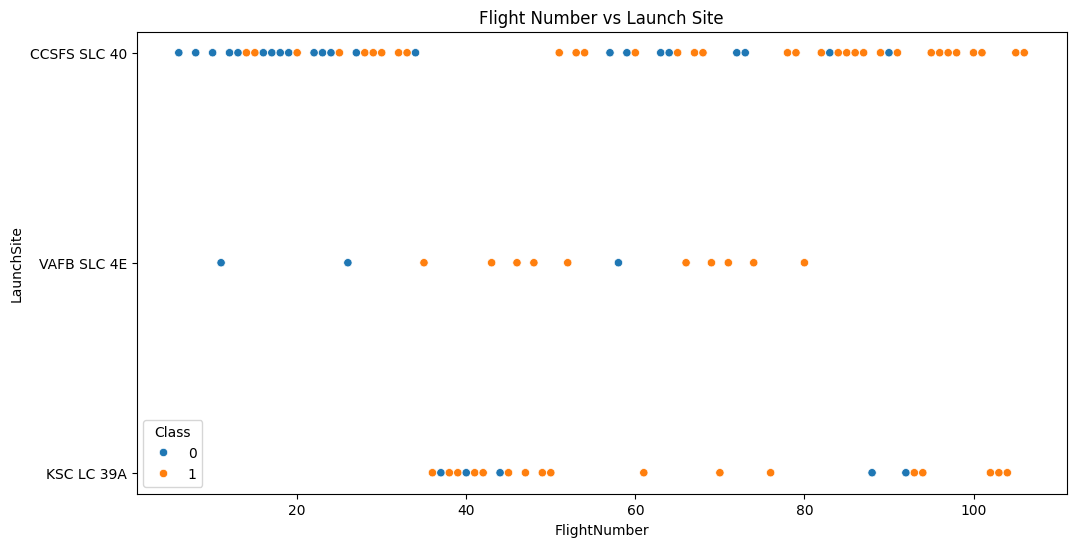 Flight Number vs Launch Site
LaunchSite
CCSFS SLC 40
VAFB SLC 4E
KSC LC 39A
Class
0
1
20
40
60
80
100
FlightNumber